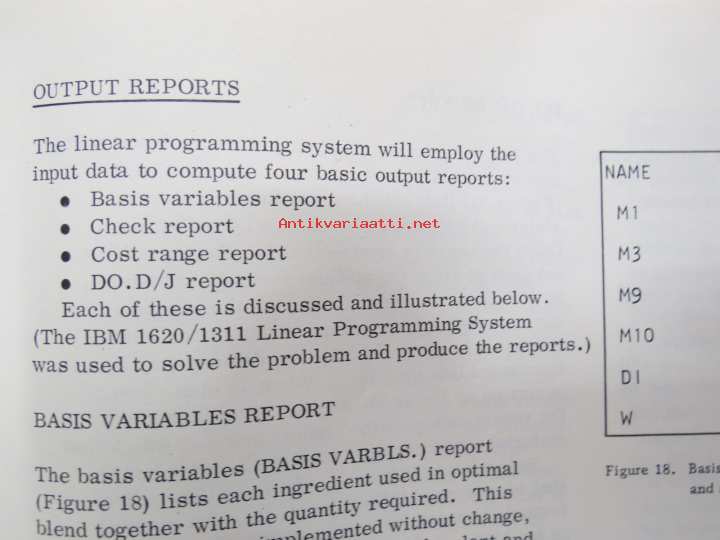 OUTPUT REPORTS
The linear programming system will employ the
input data to compute four basic output reports:
● Basis variables report
● Check report
● Cost range report
● DO.D/J report
Each of these is discussed and illustrated below.
(The IBM 1620/1311 Linear Programming System
was used to solve the problem and produce the reports.)
BASIS VARIABLES REPORT
The basis variables (BASIS VARBLS.) report
(Figure 18) lists each ingredient used in optimal
blend together with the quantity required. This
implemented without change,
and
NAME
M1
M3
M9
M10
D1
W
Figure 18. Basis
and
Antikvariaatti.net